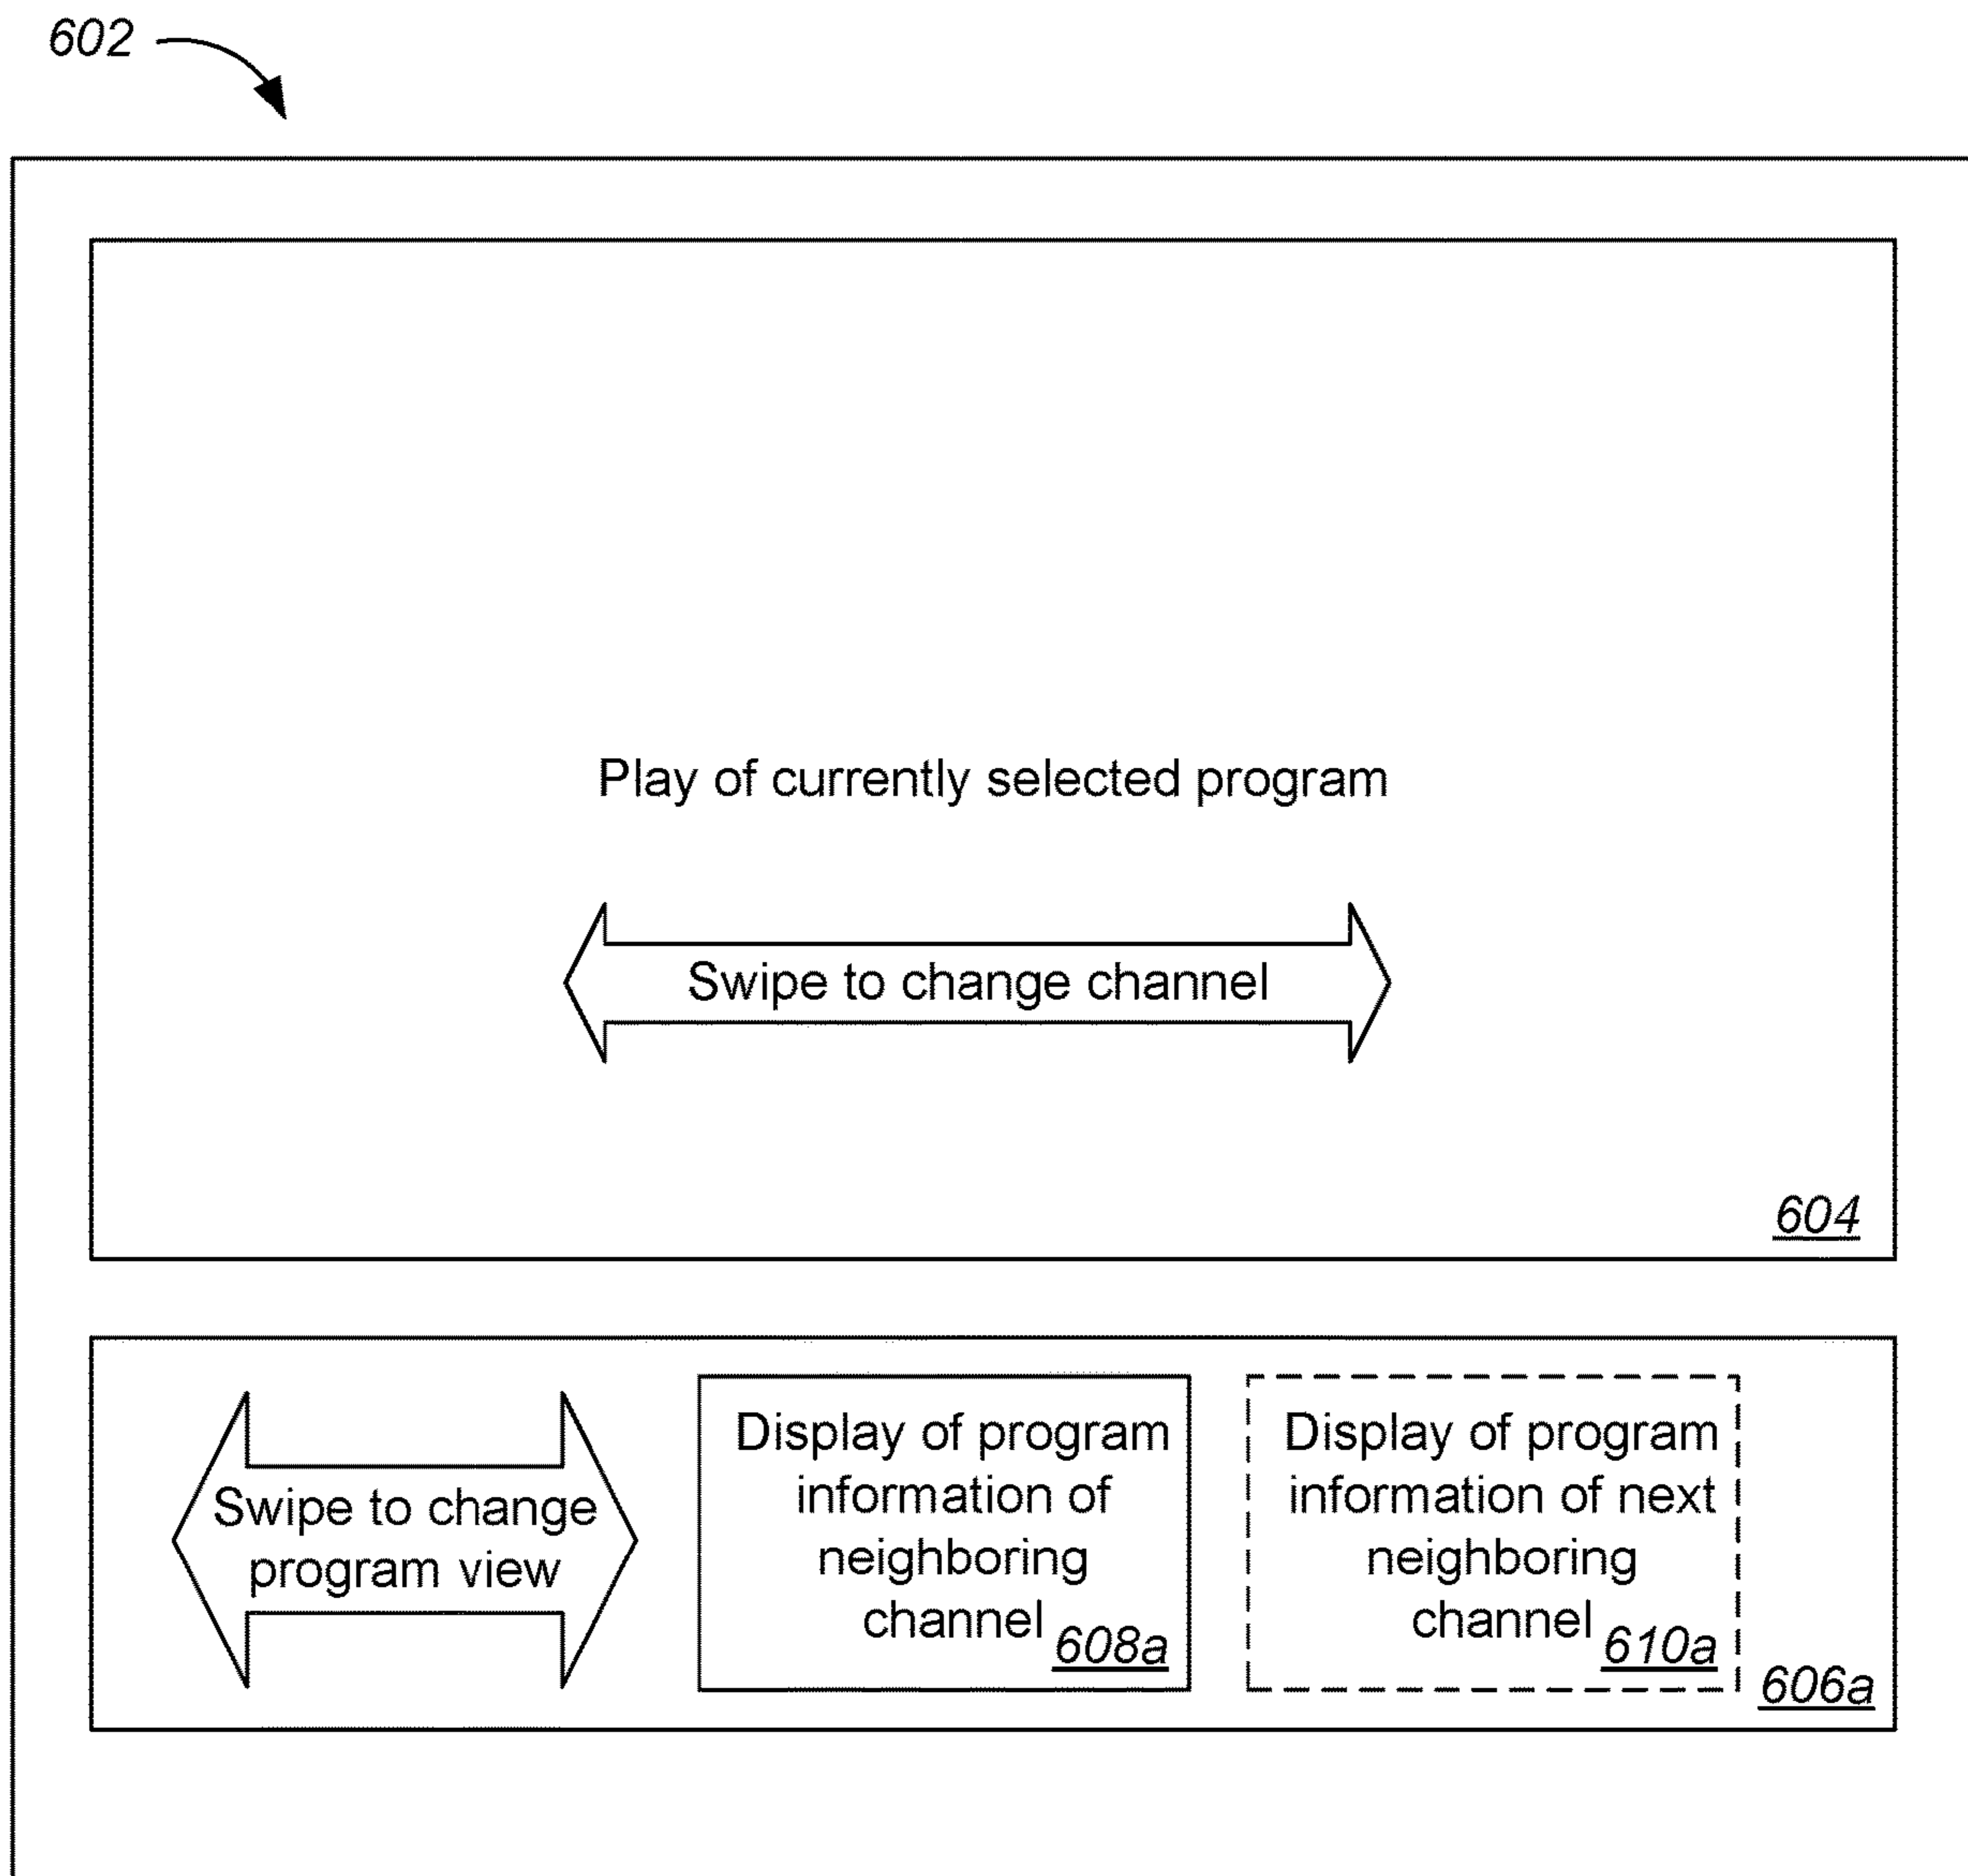 602
Play of currently selected program
Swipe to change channel
604
Swipe to change
program view
Display of program
information of
neighboring
channel 608a
Display of program
information of next
neighboring
channel 610a
606a